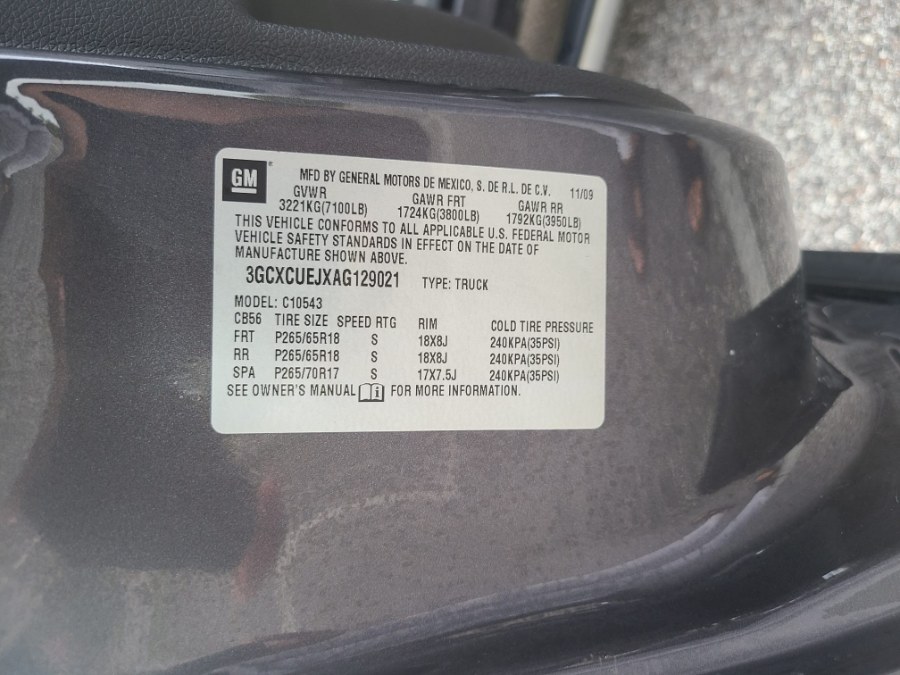 GM MFD BY GENERAL MOTORS DE MEXICO, S. DE R.L. DE C.V. 11/09
GVWR GAWR FRT GAWR RR
3221KG(7100LB) 1724KG(3800LB) 1792KG(3950LB)
THIS VEHICLE CONFORMS TO ALL APPLICABLE U.S. FEDERAL MOTOR
VEHICLE SAFETY STANDARDS IN EFFECT ON THE DATE OF
MANUFACTURE SHOWN ABOVE.
3GCXCUEJXAG129021 TYPE: TRUCK
MODEL: C10543
CB56 TIRE SIZE SPEED RTG RIM COLD TIRE PRESSURE
FRT P265/65R18 S 18X8J 240KPA(35PSI)
RR P265/65R18 S 18X8J 240KPA(35PSI)
SPA P265/70R17 S 17X7.5J 240KPA(35PSI)
SEE OWNER'S MANUAL FOR MORE INFORMATION.